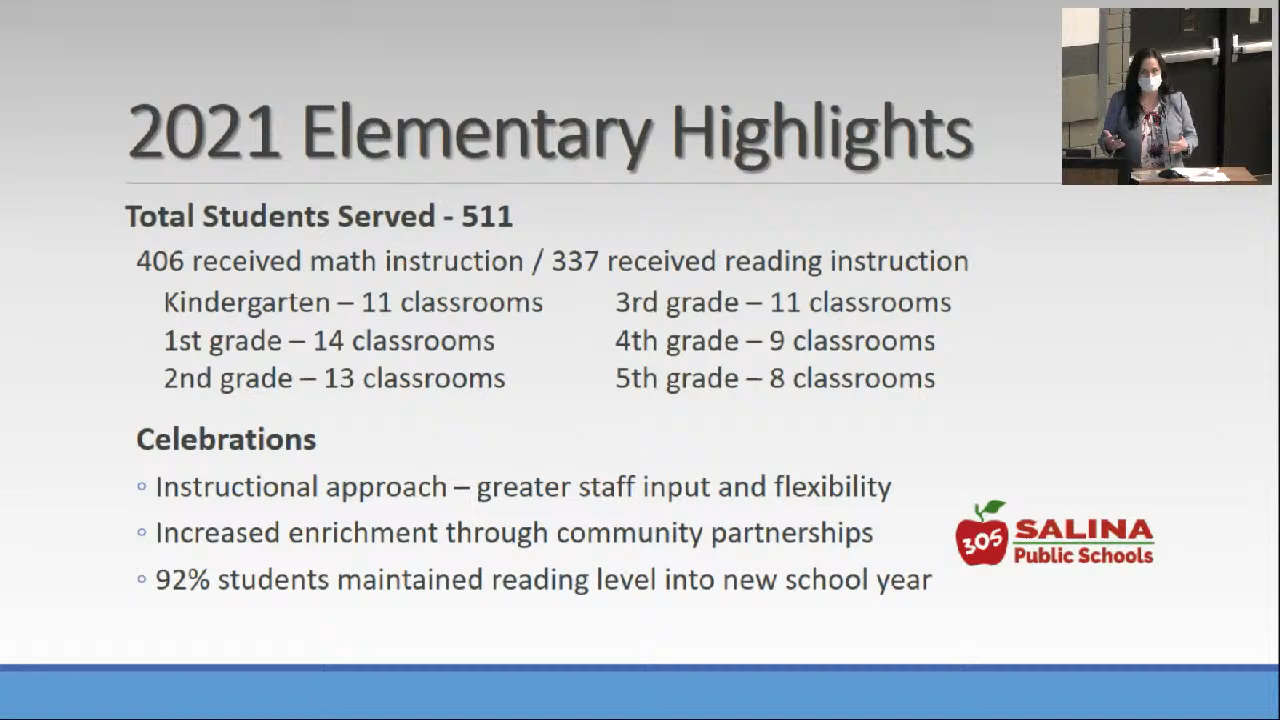 2021 Elementary Highlights
Total Students Served - 511
406 received math instruction / 337 received reading instruction
Kindergarten – 11 classrooms
1st grade – 14 classrooms
2nd grade – 13 classrooms
3rd grade – 11 classrooms
4th grade – 9 classrooms
5th grade – 8 classrooms
Celebrations
◦ Instructional approach – greater staff input and flexibility
◦ Increased enrichment through community partnerships
◦ 92% students maintained reading level into new school year
305
SALINA
Public Schools